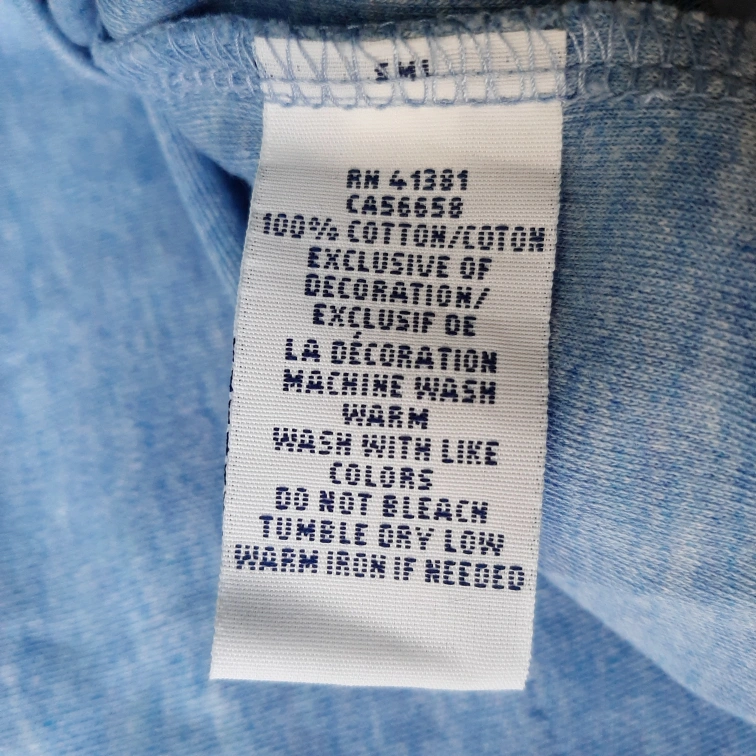 RN 41381
CA56658
100% COTTON/COTON
EXCLUSIVE OF
DECORATION/
EXCLUSIF DE
LA DÉCORATION
MACHINE WASH
WARM
WASH WITH LIKE
COLORS
DO NOT BLEACH
TUMBLE DRY LOW
WARM IRON IF NEEDED